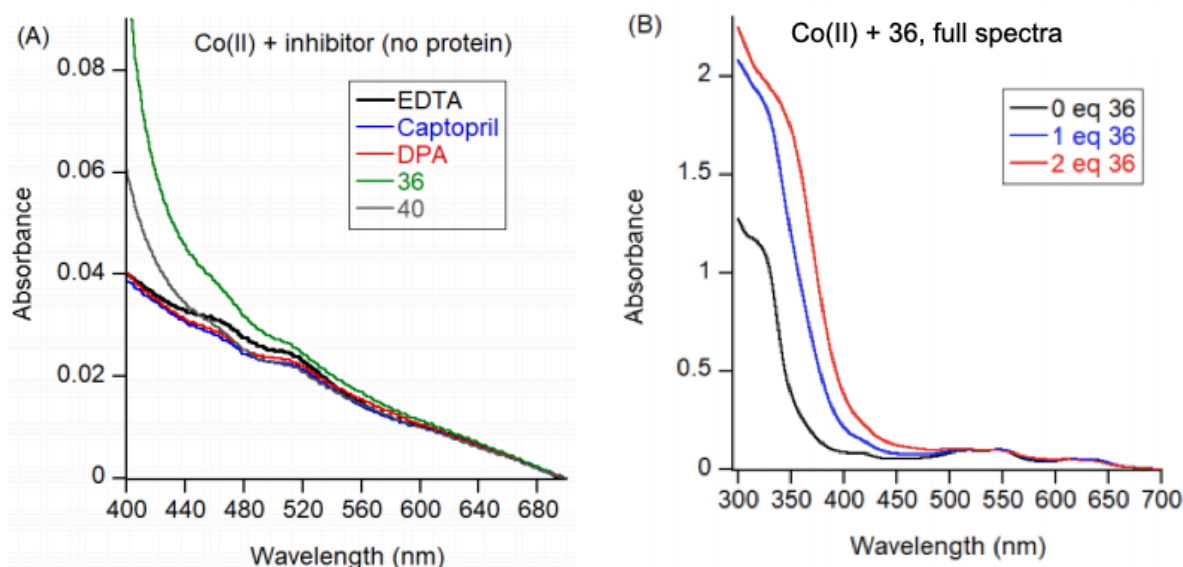 (A)
Co(II) + inhibitor (no protein)
EDTA
Captopril
DPA
36
40
0.08
0.06
0.04
0.02
0
Absorbance
400 440 480 520 560 600 640 680
Wavelength (nm)
(B)
Co(II) + 36, full spectra
0 eq 36
1 eq 36
2 eq 36
2
1.5
1
0.5
0
Absorbance
300 350 400 450 500 550 600 650 700
Wavelength (nm)